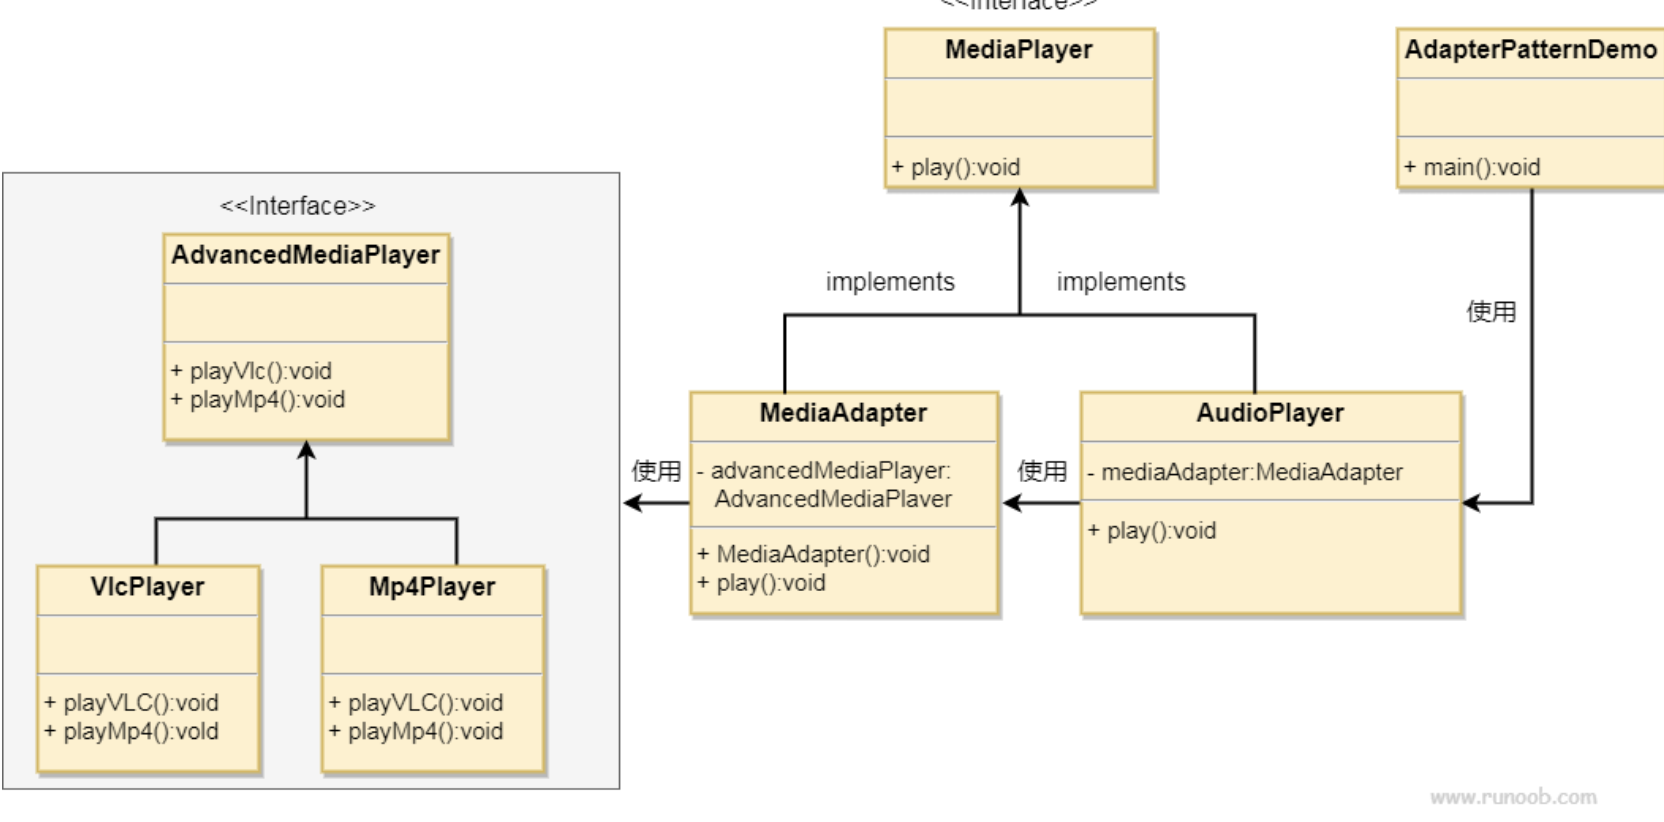 <<Interface>>
MediaPlayer
+ play():void
AdapterPatternDemo
+ main():void
<<Interface>>
AdvancedMediaPlayer
+ playVlc():void
+ playMp4():void
implements
implements
使用
VlcPlayer
+ playVLC():void
+ playMp4():vold
Mp4Player
+ playVLC():void
+ playMp4():void
使用
MediaAdapter
- advancedMediaPlayer:
AdvancedMediaPlaver
+ MediaAdapter():void
+ play():void
使用
AudioPlayer
- mediaAdapter:MediaAdapter
+ play():void
www.runoob.com